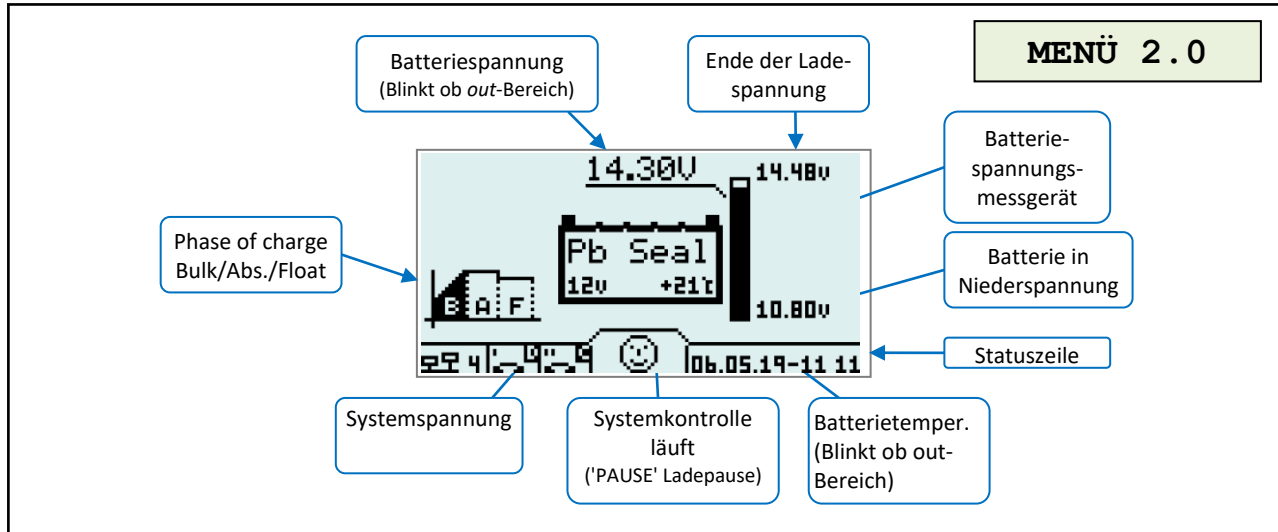 MENÜ 2.0
Batteriespannung
(Blinkt ob out-Bereich)
Ende der Lade-
spannung
Batterie-
spannungs-
messgerät
Phase of charge
Bulk/Abs./Float
Batterie in
Niederspannung
Statuszeile
14.30V
14.48v
Pb Seal
12v +21℃
B A F
10.80v
4
06.05.19-11 11
Systemspannung
Systemkontrolle
läuft
('PAUSE' Ladepause)
Batterietemper.
(Blinkt ob out-
Bereich)